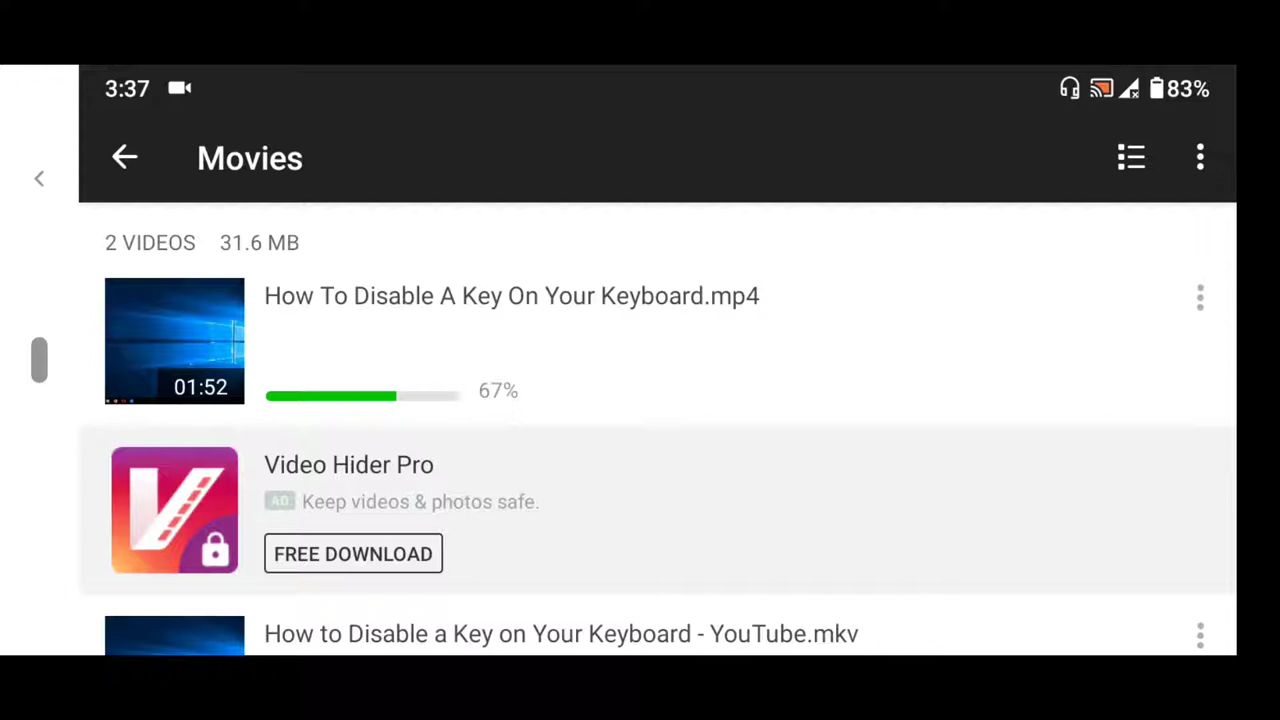 3:37 83%
Movies
2 VIDEOS 31.6 MB
How To Disable A Key On Your Keyboard.mp4
01:52 67%
Video Hider Pro
AD Keep videos & photos safe.
FREE DOWNLOAD
How to Disable a Key on Your Keyboard - YouTube.mkv